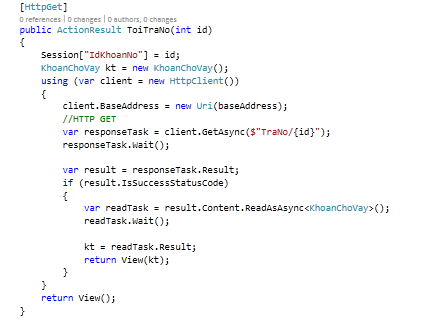 [HttpGet]
0 references | 0 changes | 0 authors, 0 changes
public ActionResult ToiTraNo(int id)
{
    Session["IdKhoanNo"] = id;
    KhoanChoVay kt = new KhoanChoVay();
    using (var client = new HttpClient())
    {
        client.BaseAddress = new Uri(baseAddress);
        //HTTP GET
        var responseTask = client.GetAsync($"TraNo/{id}");
        responseTask.Wait();

        var result = responseTask.Result;
        if (result.IsSuccessStatusCode)
        {
            var readTask = result.Content.ReadAsAsync<KhoanChoVay>();
            readTask.Wait();

            kt = readTask.Result;
            return View(kt);
        }
    }
    return View();
}